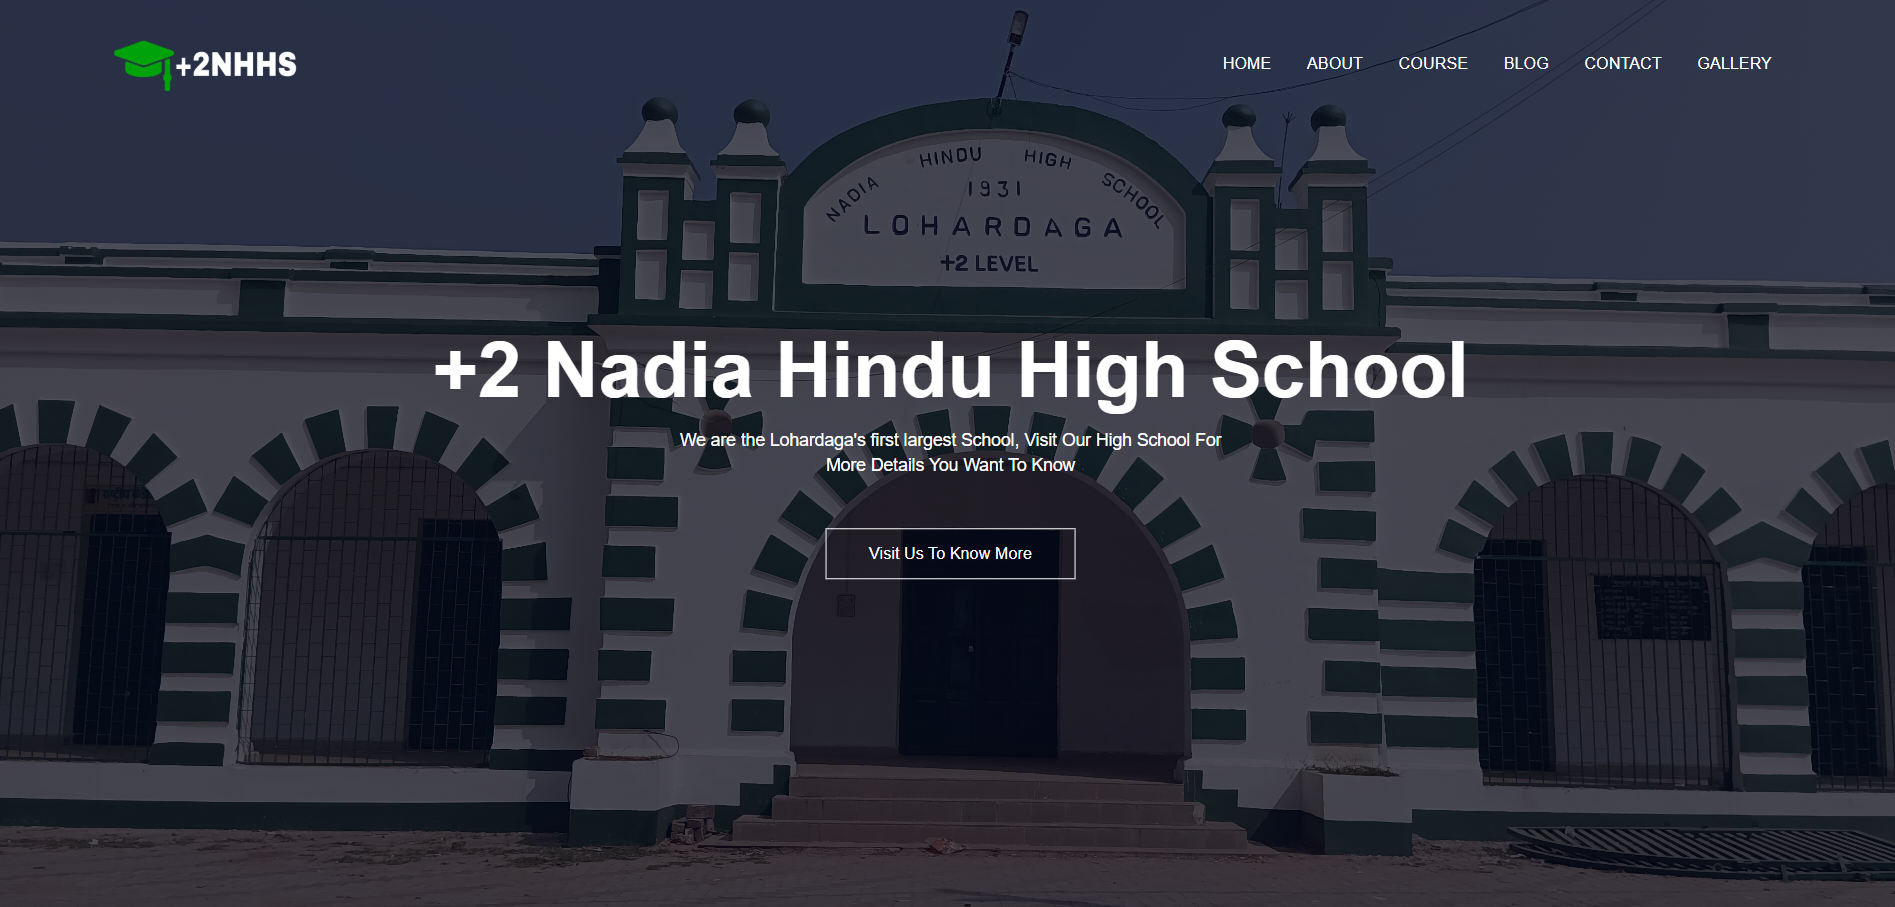 +2NHHS
HOME ABOUT COURSE BLOG CONTACT GALLERY
NADIA HINDU HIGH SCHOOL
1931
LOHARDAGA
+2 LEVEL
+2 Nadia Hindu High School
We are the Lohardaga's first largest School, Visit Our High School For
More Details You Want To Know
Visit Us To Know More